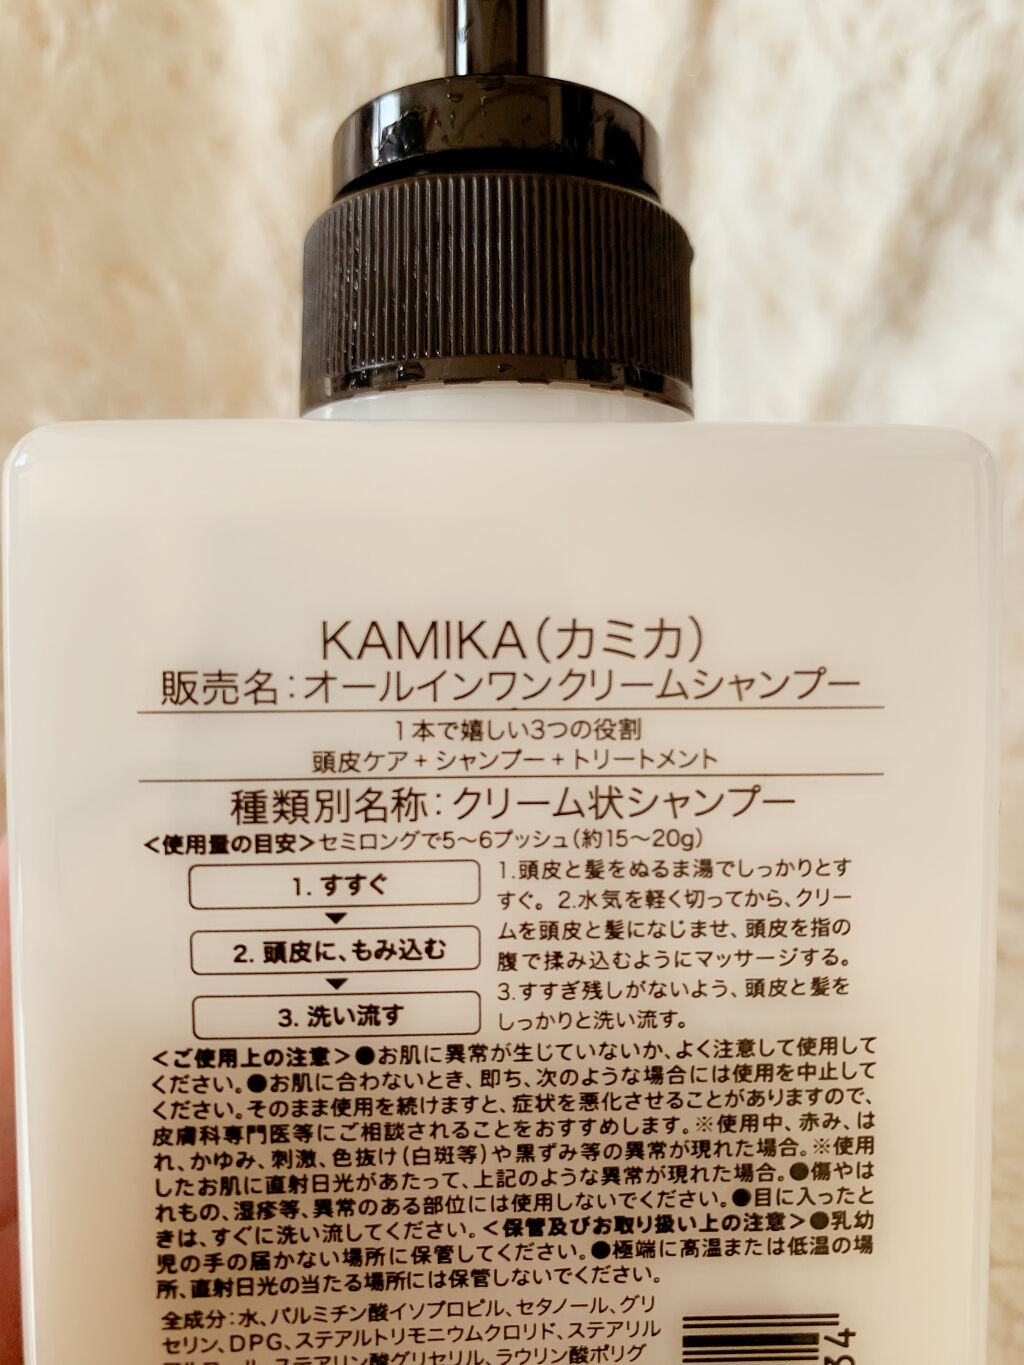 KAMIKA(カミカ)
販売名:オールインワンクリームシャンプー
1本で嬉しい3つの役割
頭皮ケア+シャンプー+トリートメント
種類別名称:クリーム状シャンプー
<使用量の目安>セミロングで5〜6プッシュ(約15〜20g)
1. すすぐ
2. 頭皮に、もみ込む
3. 洗い流す
1.頭皮と髪をぬるま湯でしっかりとす
すぐ。2.水気を軽く切ってから、クリー
ムを頭皮と髪になじませ、頭皮を指の
腹で揉み込むようにマッサージする。
3.すすぎ残しがないよう、頭皮と髪を
しっかりと洗い流す。
<ご使用上の注意>●お肌に異常が生じていないか、よく注意して使用して
ください。●お肌に合わないとき、即ち、次のような場合には使用を中止して
ください。そのまま使用を続けますと、症状を悪化させることがありますので、
皮膚科専門医等にご相談されることをおすすめします。※使用中、赤み、は
れ、かゆみ、刺激、色抜け(白斑等)や黒ずみ等の異常が現れた場合。※使用
したお肌に直射日光があたって、上記のような異常が現れた場合。●傷やは
れもの、湿疹等、異常のある部位には使用しないでください。●目に入ったと
きは、すぐに洗い流してください。<保管及びお取り扱い上の注意>●乳幼
児の手の届かない場所に保管してください。●極端に高温または低温の場
所、直射日光の当たる場所には保管しないでください。
全成分:水、パルミチン酸イソプロピル、セタノール、グリ
セリン、DPG、ステアルトリモニウムクロリド、ステアリル
アルコール、ステアリン酸グリセリル、ラウリン酸ポリグ
34